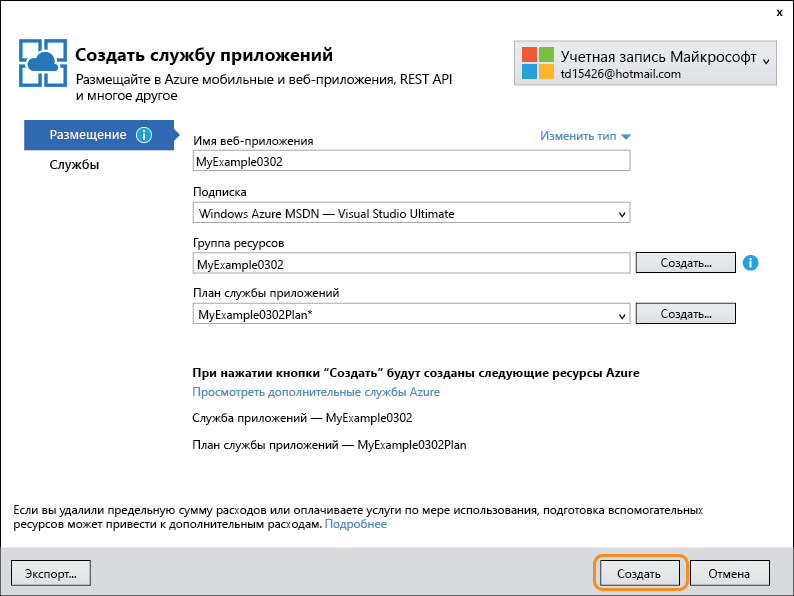 x
Создать службу приложений
Размещайте в Azure мобильные и веб-приложения, REST API
и многое другое
Учетная запись Майкрософт
td15426@hotmail.com
Размещение
Службы
Имя веб-приложения
Изменить тип
MyExample0302
Подписка
Windows Azure MSDN — Visual Studio Ultimate
Группа ресурсов
MyExample0302
Создать...
План службы приложений
MyExample0302Plan*
Создать...
При нажатии кнопки “Создать” будут созданы следующие ресурсы Azure
Просмотреть дополнительные службы Azure
Служба приложений — MyExample0302
План службы приложений — MyExample0302Plan
Если вы удалили предельную сумму расходов или оплачиваете услуги по мере использования, подготовка вспомогательных
ресурсов может привести к дополнительным расходам. Подробнее
Экспорт...
Создать
Отмена